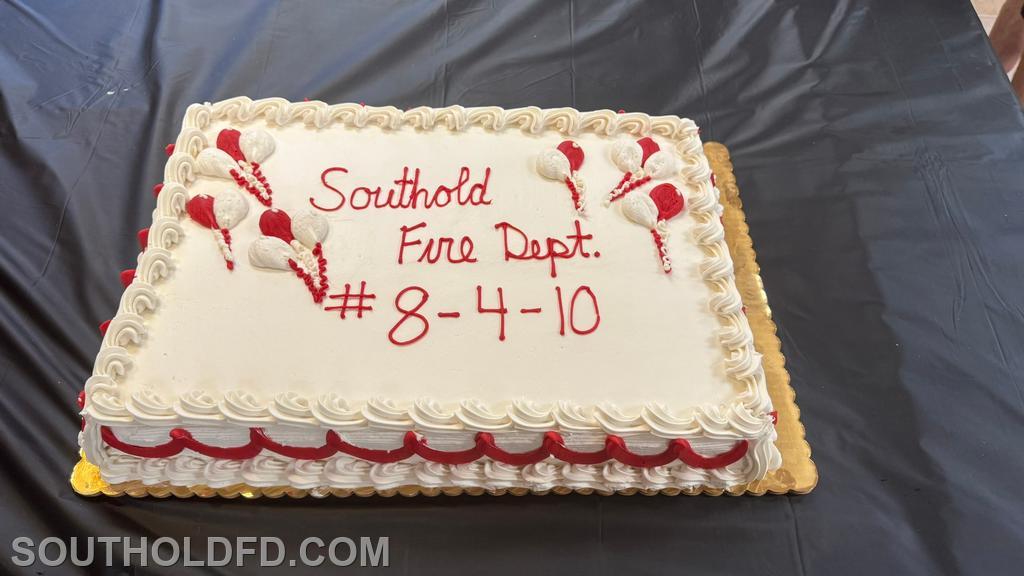 Southold
Fire Dept.
# 8-4-10
SOUTHOLDFD.COM